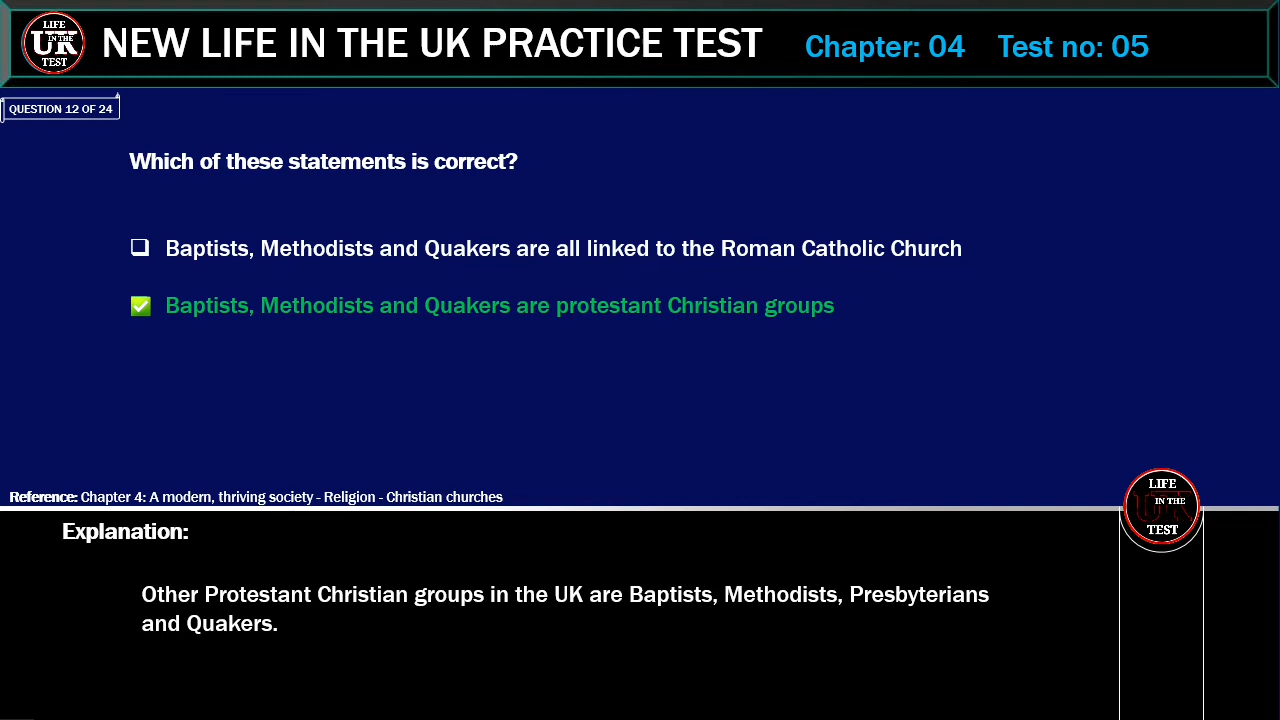 LIFE
UK
IN THE
TEST
NEW LIFE IN THE UK PRACTICE TEST
Chapter: 04
Test no: 05
QUESTION 12 OF 24
Which of these statements is correct?
Baptists, Methodists and Quakers are all linked to the Roman Catholic Church
Baptists, Methodists and Quakers are protestant Christian groups
Reference: Chapter 4: A modern, thriving society - Religion - Christian churches
LIFE
UK
IN THE
TEST
Explanation:
Other Protestant Christian groups in the UK are Baptists, Methodists, Presbyterians
and Quakers.